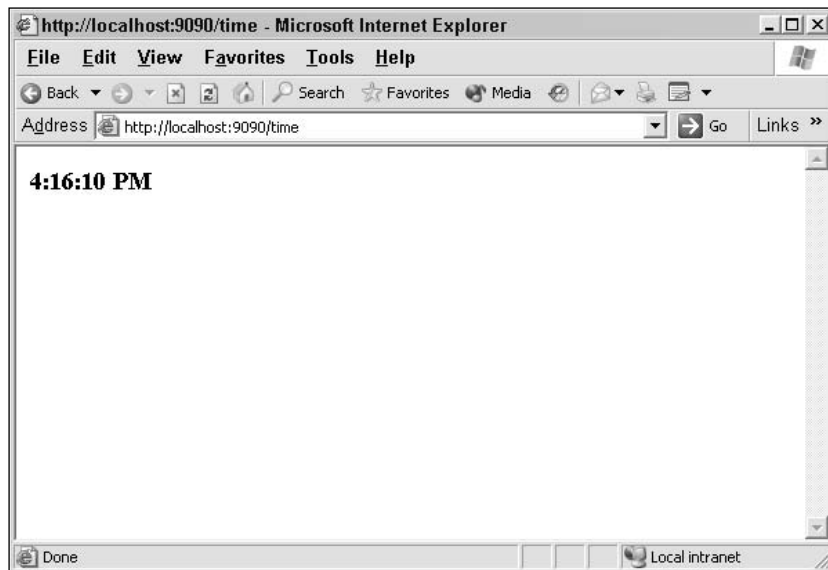 http://localhost:9090/time - Microsoft Internet Explorer
File Edit View Favorites Tools Help
Back Search Favorites Media
Address http://localhost:9090/time Go Links »
4:16:10 PM
Done Local intranet